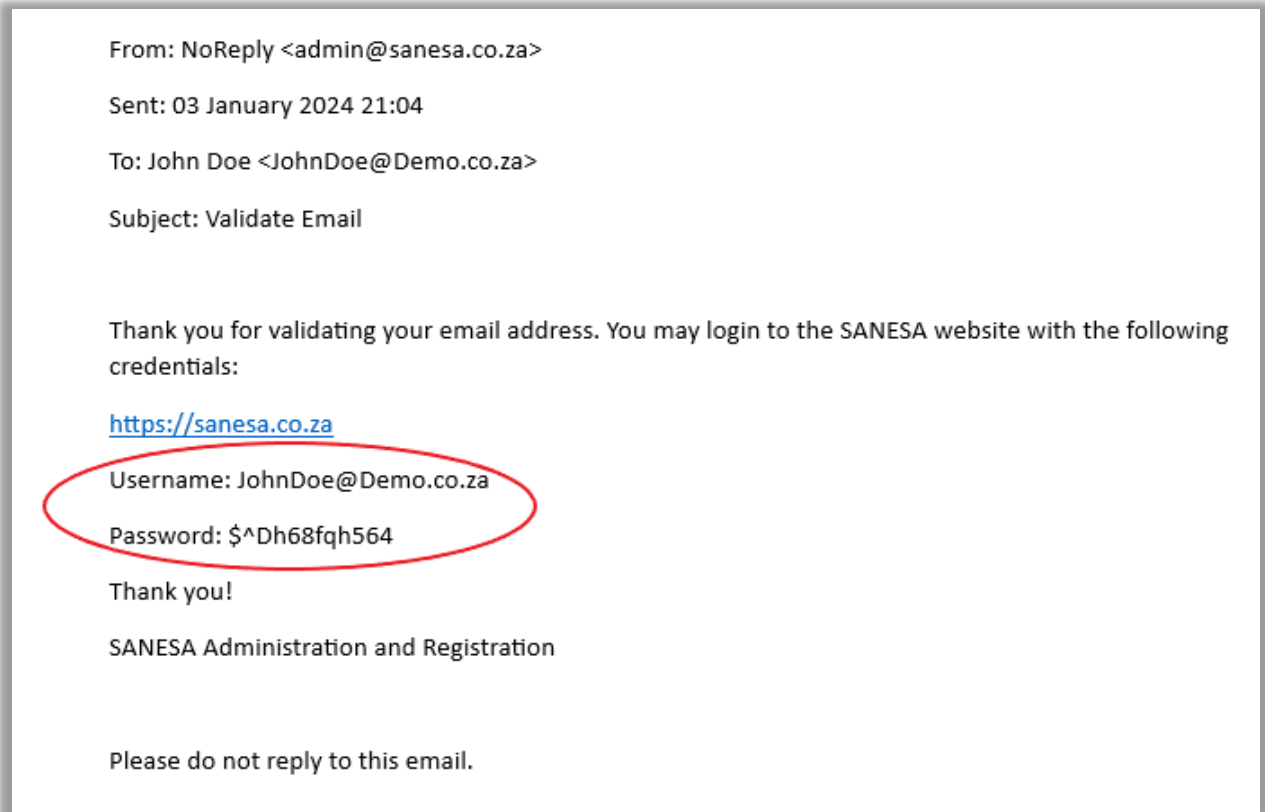 From: NoReply <admin@sanesa.co.za>
Sent: 03 January 2024 21:04
To: John Doe <JohnDoe@Demo.co.za>
Subject: Validate Email
Thank you for validating your email address. You may login to the SANESA website with the following
credentials:
https://sanesa.co.za
Username: JohnDoe@Demo.co.za
Password: $^Dh68fqh564
Thank you!
SANESA Administration and Registration
Please do not reply to this email.